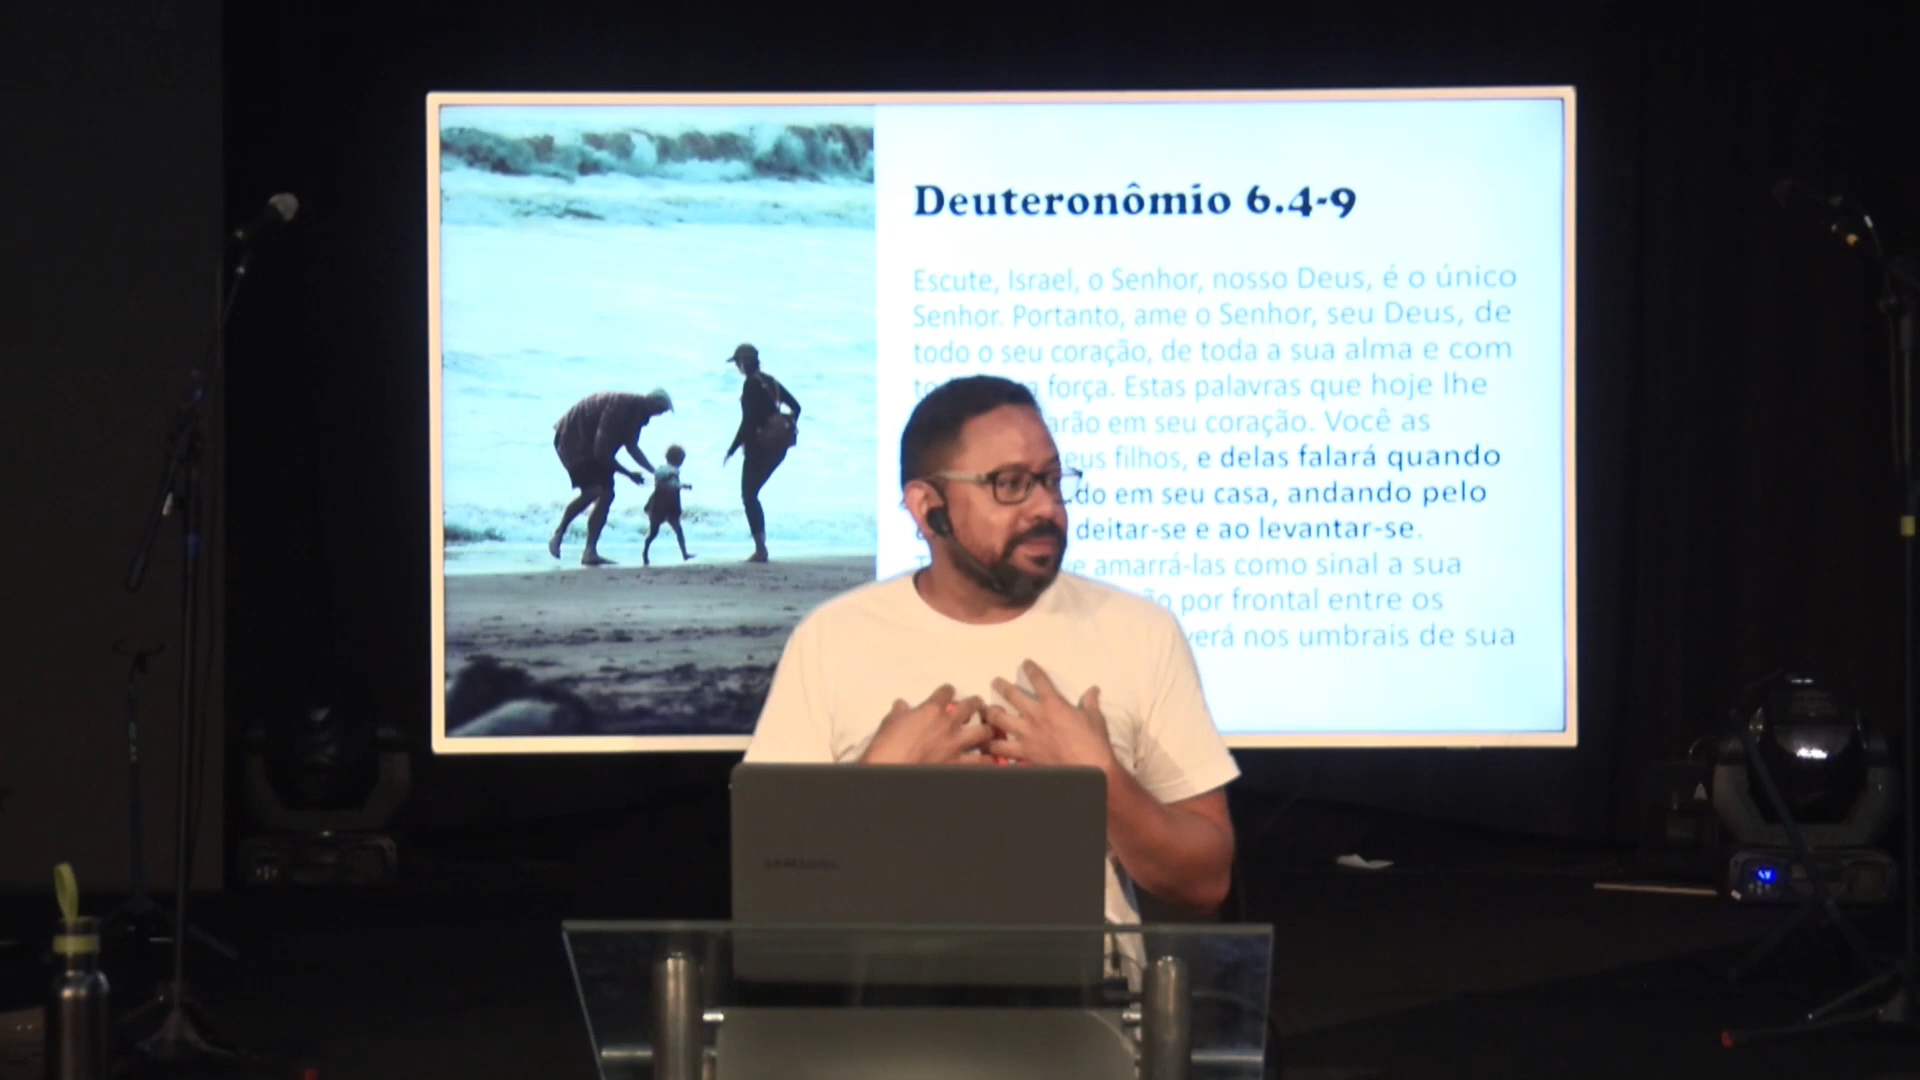 Deuteronômio 6.4-9
Escute, Israel, o Senhor, nosso Deus, é o único
Senhor. Portanto, ame o Senhor, seu Deus, de
todo o seu coração, de toda a sua alma e com
força. Estas palavras que hoje lhe
em seu coração. Você as
filhos, e delas falará quando
em seu casa, andando pelo
deitar-se e ao levantar-se.
amarrá-las como sinal a sua
por frontal entre os
nos umbrais de sua
SAMSUNG